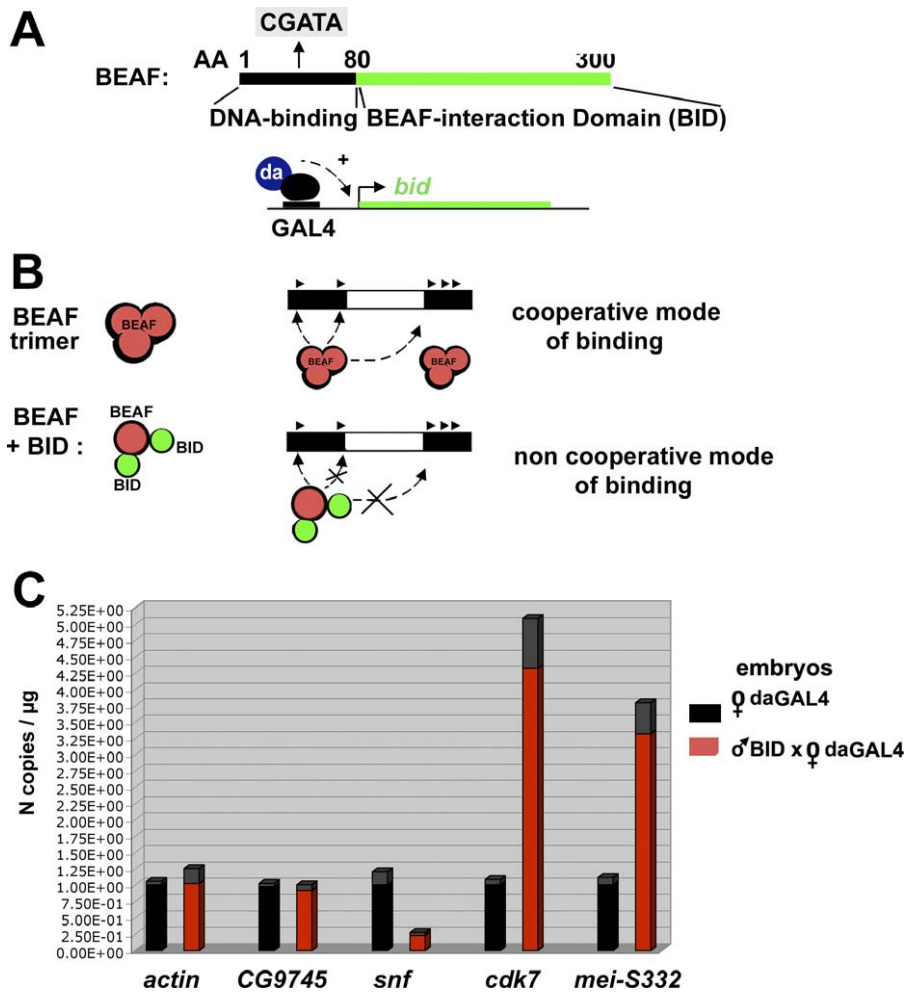 A
CGATA
AA 1 80 300
BEAF:
DNA-binding BEAF-interaction Domain (BID)
da
+
bid
GAL4
B
BEAF
trimer
BEAF
BEAF
BEAF
cooperative mode
of binding
BEAF
+ BID :
BEAF
BID
BID
non cooperative mode
of binding
C
N copies / µg
5.25E+00
5.00E+00
4.75E+00
4.50E+00
4.25E+00
4.00E+00
3.75E+00
3.50E+00
3.25E+00
3.00E+00
2.75E+00
2.50E+00
2.25E+00
2.00E+00
1.75E+00
1.50E+00
1.25E+00
1.00E+00
7.50E-01
5.00E-01
2.50E-01
0.00E+00
actin CG9745 snf cdk7 mei-S332
embryos
♀ daGAL4
♂BID x ♀ daGAL4